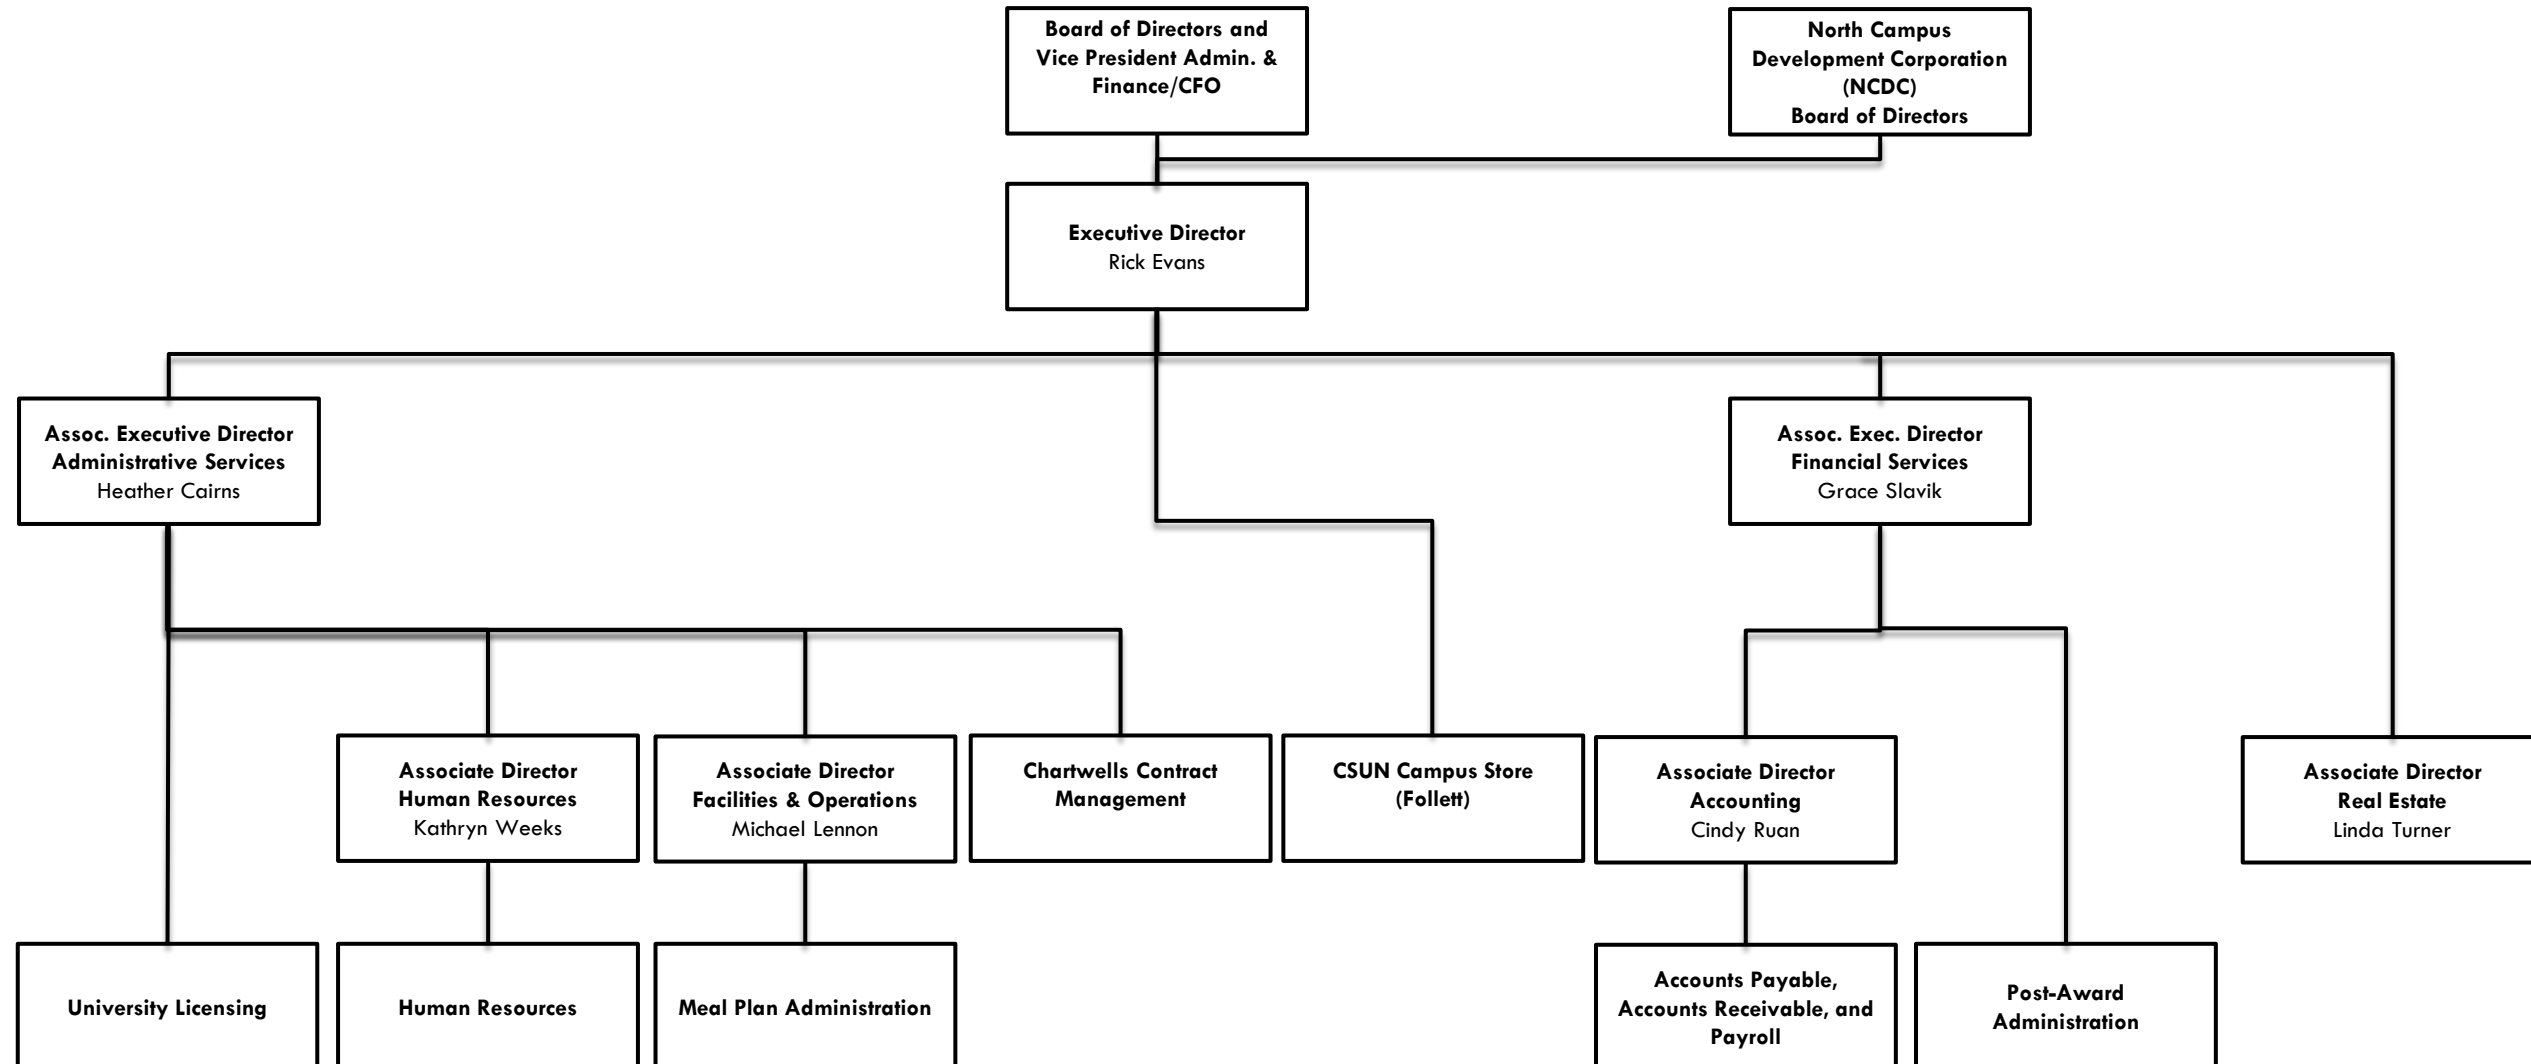 Board of Directors and
Vice President Admin. &
Finance/CFO
North Campus
Development Corporation
(NCDC)
Board of Directors
Executive Director
Rick Evans
Assoc. Executive Director
Administrative Services
Heather Cairns
Assoc. Exec. Director
Financial Services
Grace Slavik
Associate Director
Human Resources
Kathryn Weeks
Associate Director
Facilities & Operations
Michael Lennon
Chartwells Contract
Management
CSUN Campus Store
(Follett)
Associate Director
Accounting
Cindy Ruan
Associate Director
Real Estate
Linda Turner
University Licensing
Human Resources
Meal Plan Administration
Accounts Payable,
Accounts Receivable, and
Payroll
Post-Award
Administration